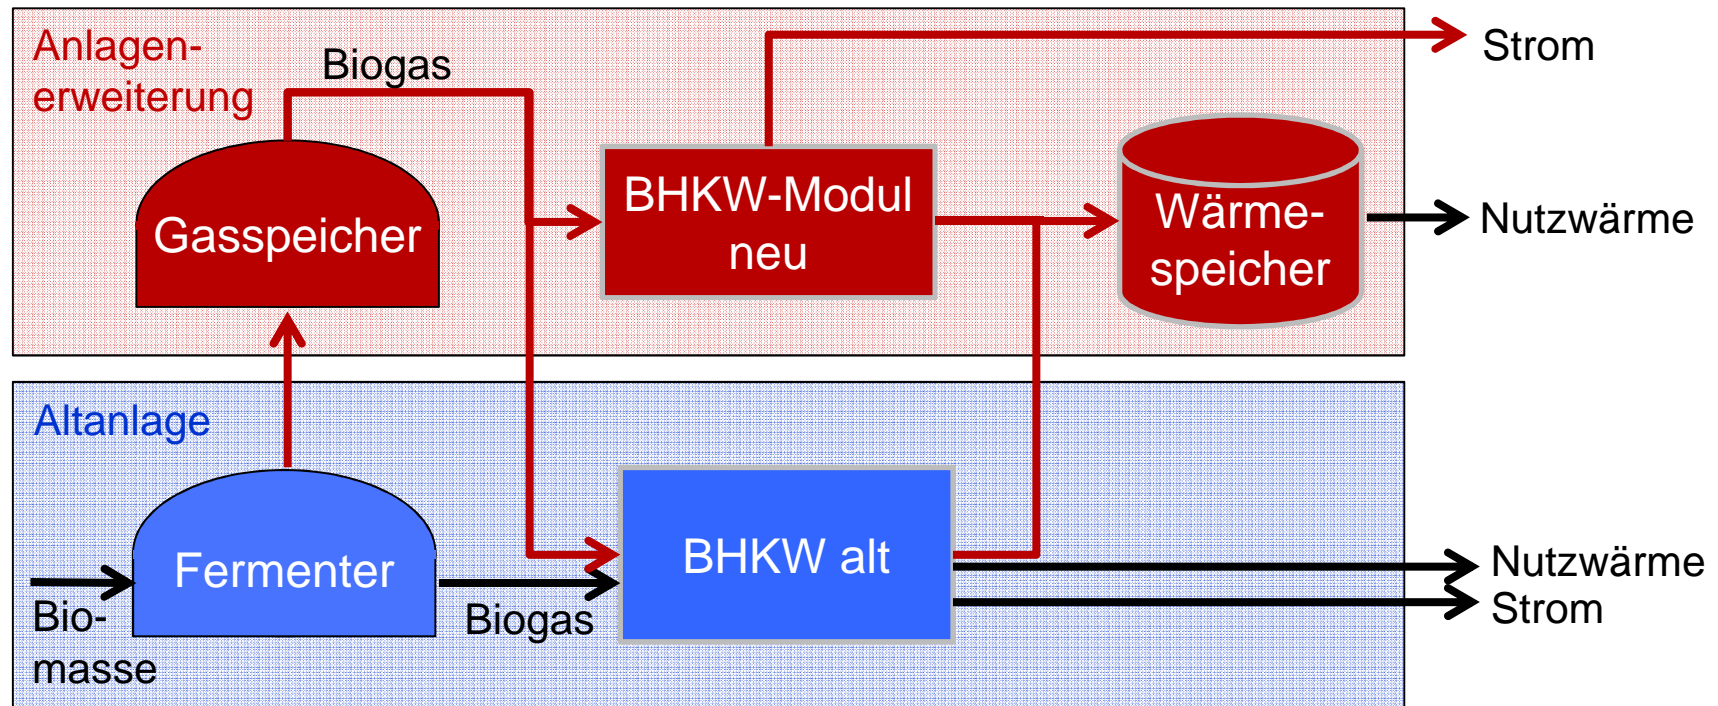 Anlagen-
erweiterung
Biogas
Strom
Gasspeicher
BHKW-Modul
neu
Wärme-
speicher
Nutzwärme
Altanlage
Fermenter
BHKW alt
Bio-
masse
Biogas
Nutzwärme
Strom